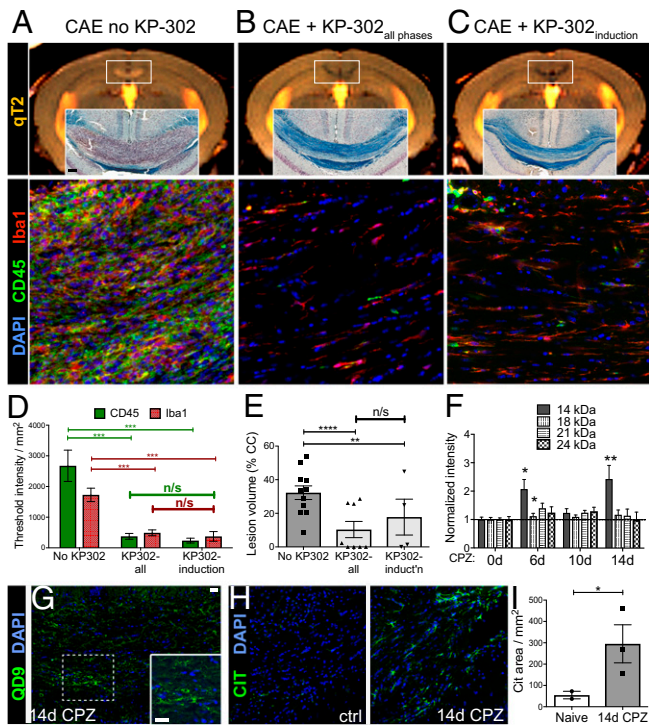 A CAE no KP-302
B CAE + KP-302all phases
C CAE + KP-302induction
qT2
DAPI CD45 Iba1
D
CD45 Iba1
Threshold intensity / mm²
4000
3000
2000
1000
0
***
***
***
***
n/s
n/s
No KP302
KP302-
all
KP302-
induction
E
Lesion volume (% CC)
60
40
20
0
n/s
****
**
No KP302
KP302-
all
KP302-
induct'n
F
14 kDa
18 kDa
21 kDa
24 kDa
Normalized intensity
4
3
2
1
0
*
*
**
CPZ: 0d 6d 10d 14d
G
QD9 DAPI
14d CPZ
H
CIT DAPI
ctrl
14d CPZ
I
Cit area / mm²
500
400
300
200
100
0
*
Naive 14d CPZ